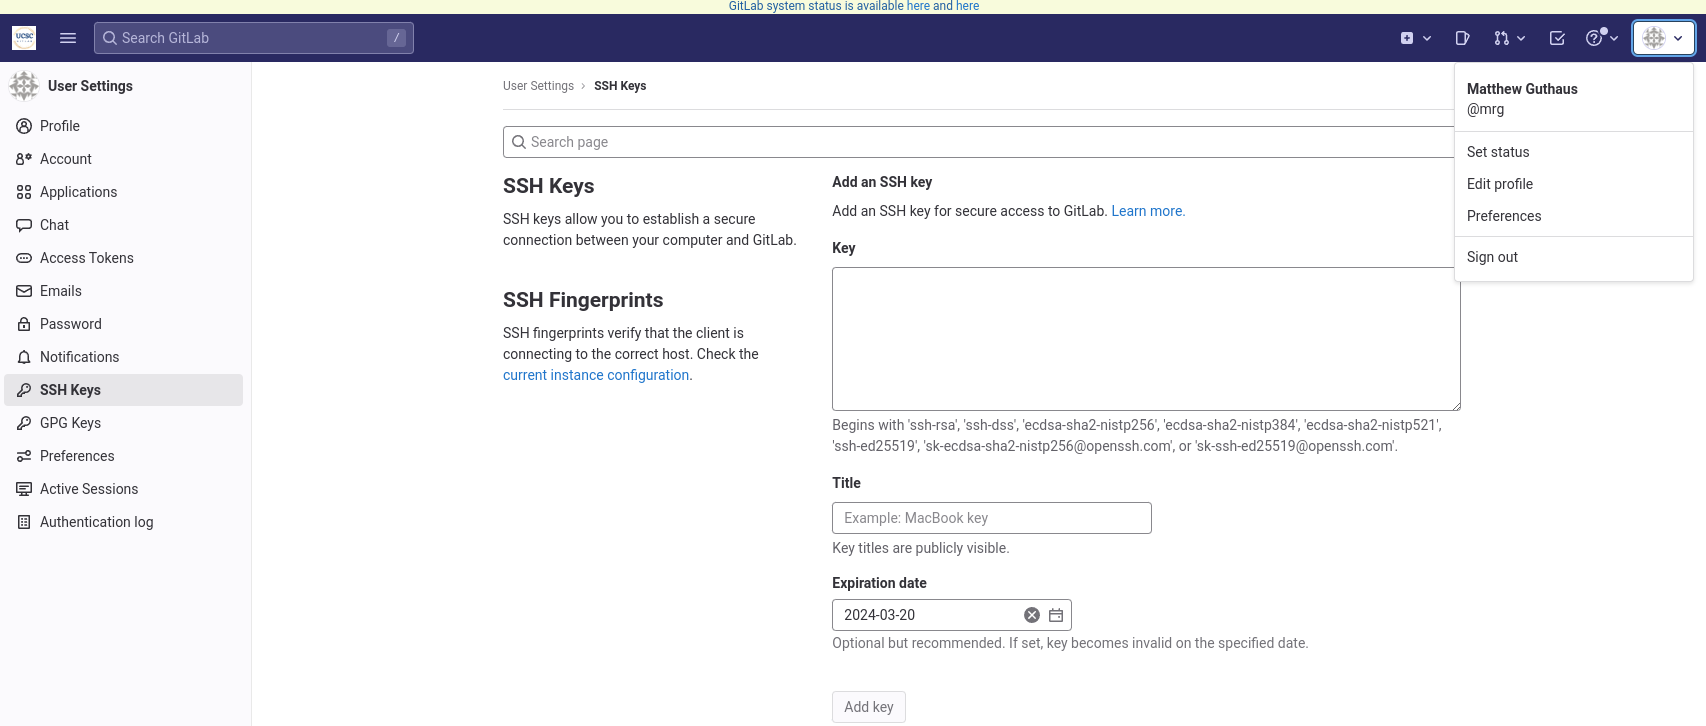 GitLab system status is available here and here
UCSC
Search GitLab
/
User Settings
Profile
Account
Applications
Chat
Access Tokens
Emails
Password
Notifications
SSH Keys
GPG Keys
Preferences
Active Sessions
Authentication log
User Settings > SSH Keys
Search page
SSH Keys
SSH keys allow you to establish a secure
connection between your computer and GitLab.
SSH Fingerprints
SSH fingerprints verify that the client is
connecting to the correct host. Check the
current instance configuration.
Add an SSH key
Add an SSH key for secure access to GitLab. Learn more.
Key
Begins with 'ssh-rsa', 'ssh-dss', 'ecdsa-sha2-nistp256', 'ecdsa-sha2-nistp384', 'ecdsa-sha2-nistp521',
'ssh-ed25519', 'sk-ecdsa-sha2-nistp256@openssh.com', or 'sk-ssh-ed25519@openssh.com'.
Title
Example: MacBook key
Key titles are publicly visible.
Expiration date
2024-03-20
Optional but recommended. If set, key becomes invalid on the specified date.
Add key
Matthew Guthaus
@mrg
Set status
Edit profile
Preferences
Sign out